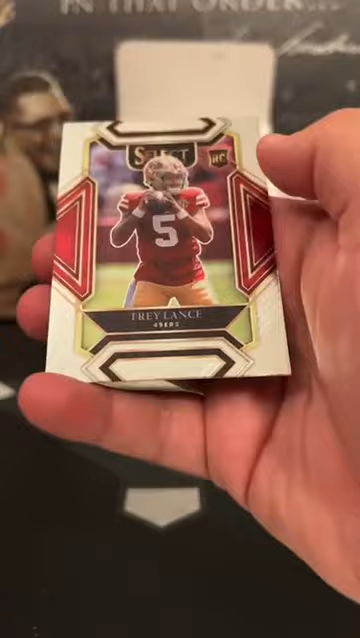 IN THAT ORDER...
SELECT
RC
5
TREY LANCE
49ERS